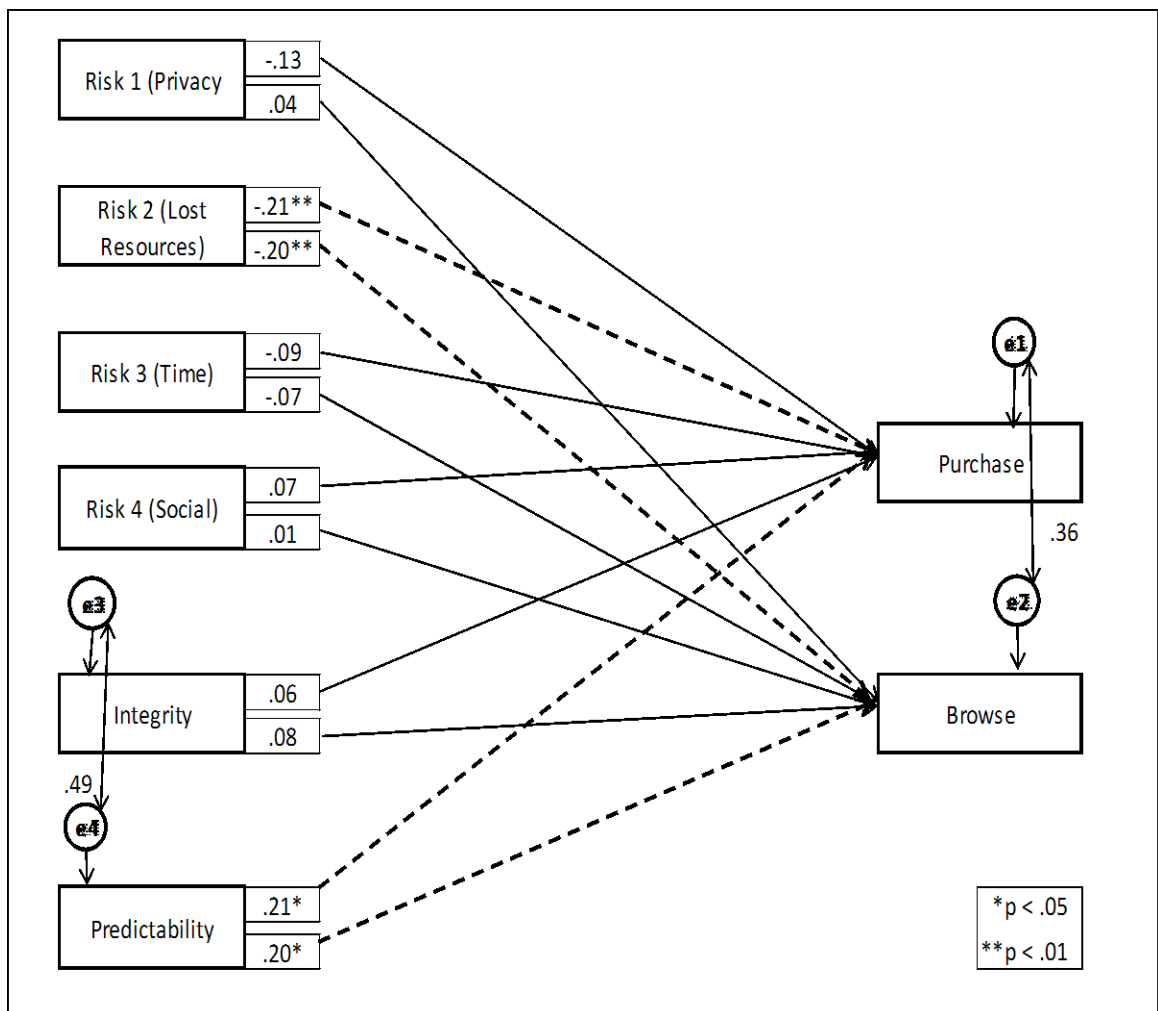 Risk 1 (Privacy
-.13
.04
Risk 2 (Lost
Resources)
-.21**
-.20**
Risk 3 (Time)
-.09
-.07
Risk 4 (Social)
.07
.01
e1
Purchase
.36
e2
Browse
e3
Integrity
.06
.08
.49
e4
Predictability
.21*
.20*
*p < .05
**p < .01